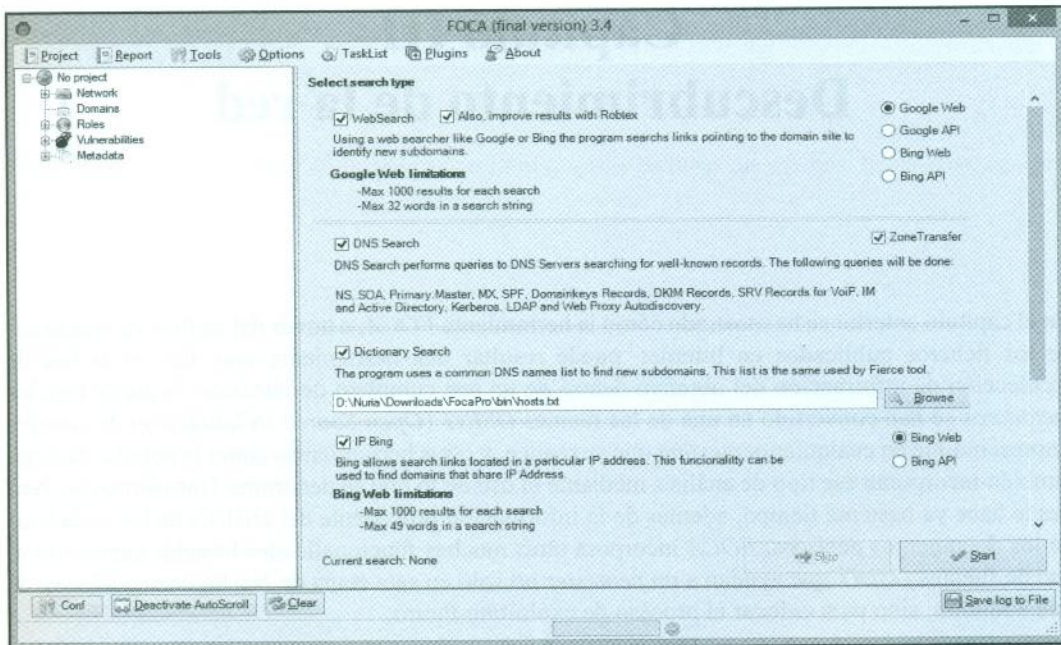 FOCA (final version) 3.4
Project Report Tools Options TaskList Plugins About
No project
Network
Domains
Roles
Vulnerabilities
Metadata
Select search type
WebSearch Also, improve results with Robtex
Using a web searcher like Google or Bing the program searchs links pointing to the domain site to
identify new subdomains.
Google Web limitations
-Max 1000 results for each search
-Max 32 words in a search string
Google Web
Google API
Bing Web
Bing API
DNS Search
ZoneTransfer
DNS Search performs queries to DNS Servers searching for well-known records. The following queries will be done:
NS, SOA, Primary Master, MX, SPF, Domainkeys Records, DKIM Records, SRV Records for VoiP, IM
and Active Directory, Kerberos, LDAP and Web Proxy Autodiscovery.
Dictionary Search
The program uses a common DNS names list to find new subdomains. This list is the same used by Fierce tool.
D:\Nuria\Downloads\FocaPro\bin\hosts.txt
Browse
IP Bing
Bing allows search links located in a particular IP address. This functionality can be
used to find domains that share IP Address.
Bing Web limitations
-Max 1000 results for each search
-Max 49 words in a search string
Bing Web
Bing API
Current search: None
Skip
Start
Conf Deactivate AutoScroll Clear
Save log to File